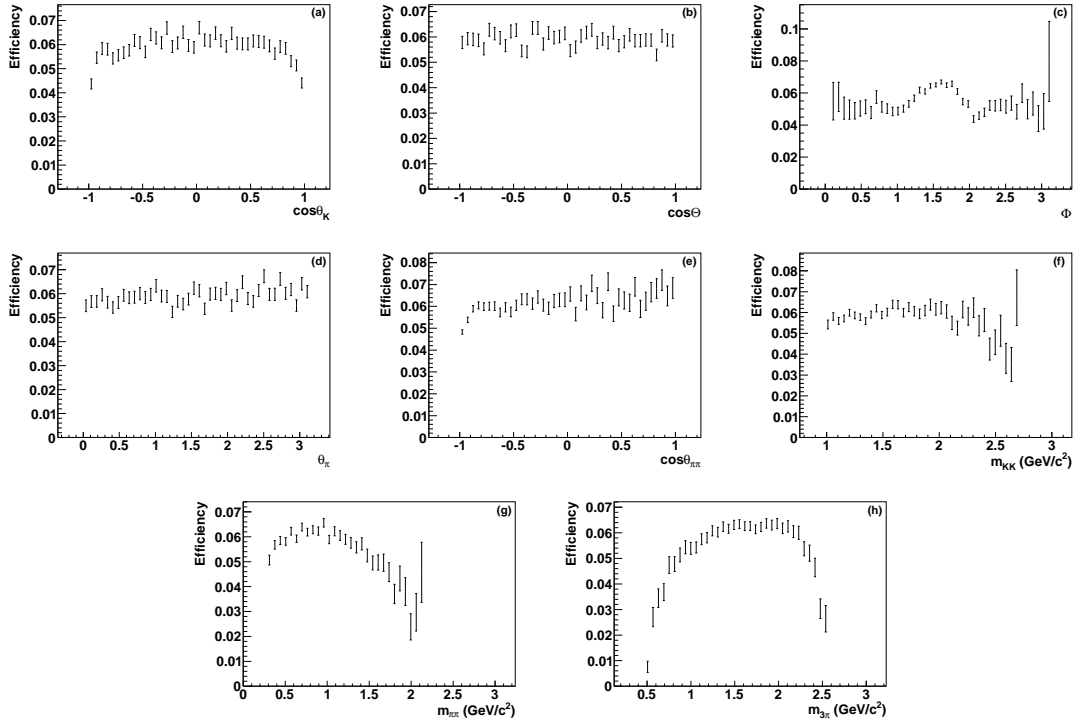 Efficiency
(a)
0.07
0.06
0.05
0.04
0.03
0.02
0.01
0
-1 -0.5 0 0.5 1
cosθK
Efficiency
(b)
0.07
0.06
0.05
0.04
0.03
0.02
0.01
0
-1 -0.5 0 0.5 1
cosΘ
Efficiency
(c)
0.1
0.08
0.06
0.04
0.02
0
0 0.5 1 1.5 2 2.5 3
Φ
Efficiency
(d)
0.07
0.06
0.05
0.04
0.03
0.02
0.01
0
0 0.5 1 1.5 2 2.5 3
θπ
Efficiency
(e)
0.08
0.07
0.06
0.05
0.04
0.03
0.02
0.01
0
-1 -0.5 0 0.5 1
cosθππ
Efficiency
(f)
0.08
0.07
0.06
0.05
0.04
0.03
0.02
0.01
0
1 1.5 2 2.5 3
mKK (GeV/c²)
Efficiency
(g)
0.07
0.06
0.05
0.04
0.03
0.02
0.01
0
0 0.5 1 1.5 2 2.5 3
mππ (GeV/c²)
Efficiency
(h)
0.07
0.06
0.05
0.04
0.03
0.02
0.01
0
0.5 1 1.5 2 2.5 3
m3π (GeV/c²)